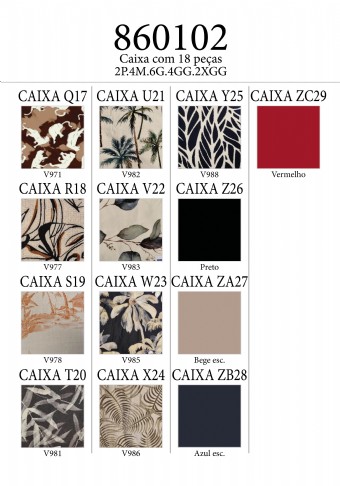 860102
Caixa com 18 peças
2P.4M.6G.4GG.2XGG
CAIXA Q17
V971
CAIXA R18
V977
CAIXA S19
V978
CAIXA T20
V981
CAIXA U21
V982
CAIXA V22
V983
CAIXA W23
V985
CAIXA X24
V986
CAIXA Y25
V988
CAIXA Z26
Preto
CAIXA ZA27
Bege esc.
CAIXA ZB28
Azul esc.
CAIXA ZC29
Vermelho